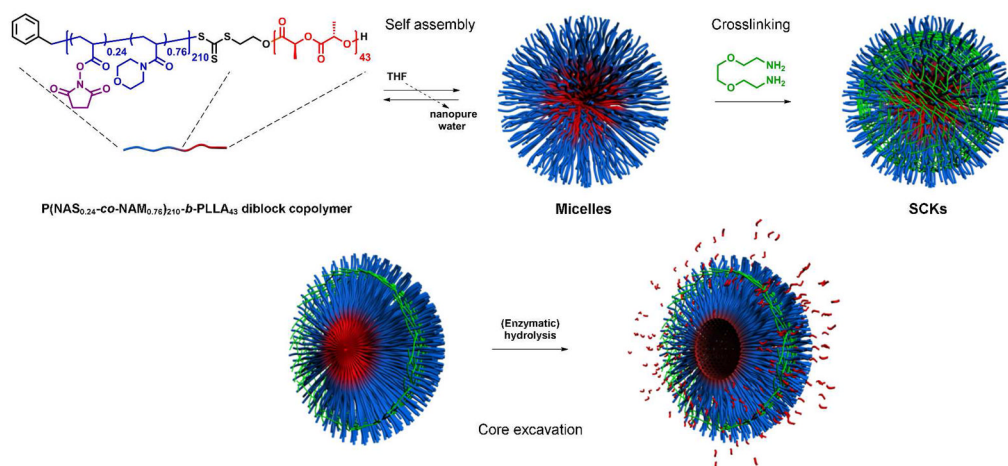 Self assembly
Crosslinking
S S
S
O
O
O
O
O
H
0.24
0.76
210
43
O O
N
O O
N O
O
THF
nanopure
water
O NH2
NH2
O
P(NAS0.24-co-NAM0.76)210-b-PLLA43 diblock copolymer
Micelles
SCKs
(Enzymatic)
hydrolysis
Core excavation